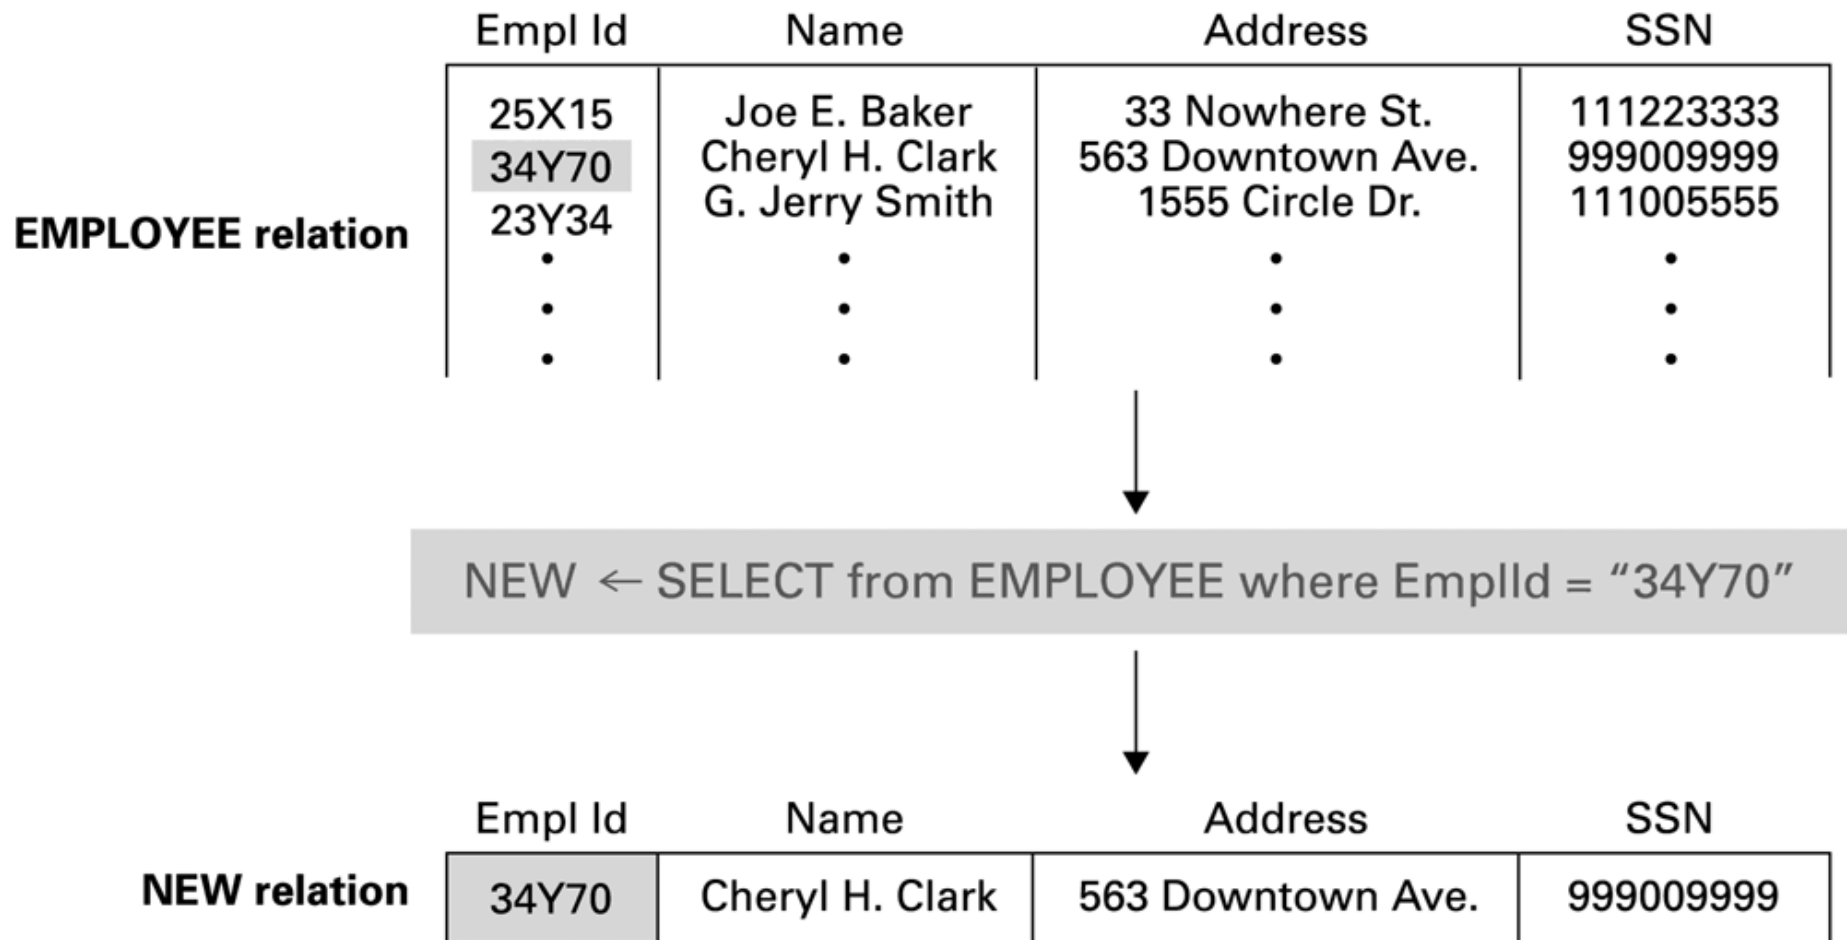 Empl Id Name Address SSN
25X15 Joe E. Baker 33 Nowhere St. 111223333
34Y70 Cheryl H. Clark 563 Downtown Ave. 999009999
23Y34 G. Jerry Smith 1555 Circle Dr. 111005555
EMPLOYEE relation
NEW ← SELECT from EMPLOYEE where EmplId = “34Y70”
Empl Id Name Address SSN
NEW relation 34Y70 Cheryl H. Clark 563 Downtown Ave. 999009999